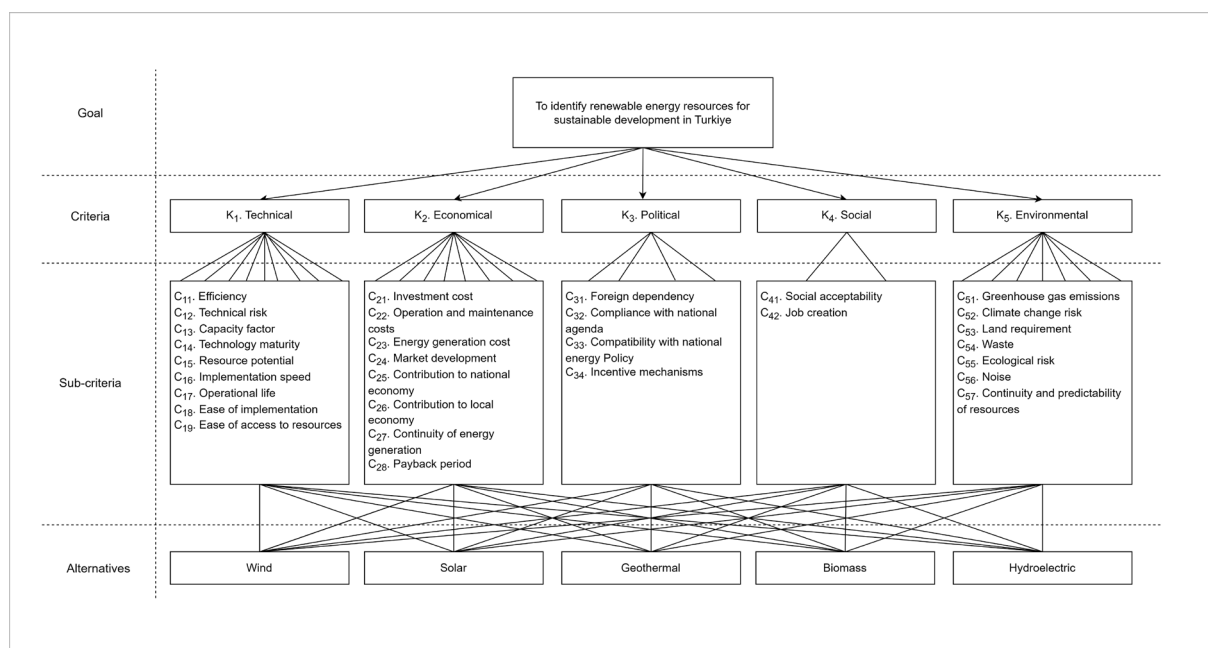 Goal
To identify renewable energy resources for
sustainable development in Turkiye
Criteria
K₁. Technical
K₂. Economical
K₃. Political
K₄. Social
K₅. Environmental
Sub-criteria
C₁₁. Efficiency
C₁₂. Technical risk
C₁₃. Capacity factor
C₁₄. Technology maturity
C₁₅. Resource potential
C₁₆. Implementation speed
C₁₇. Operational life
C₁₈. Ease of implementation
C₁₉. Ease of access to resources
C₂₁. Investment cost
C₂₂. Operation and maintenance
costs
C₂₃. Energy generation cost
C₂₄. Market development
C₂₅. Contribution to national
economy
C₂₆. Contribution to local
economy
C₂₇. Continuity of energy
generation
C₂₈. Payback period
C₃₁. Foreign dependency
C₃₂. Compliance with national
agenda
C₃₃. Compatibility with national
energy Policy
C₃₄. Incentive mechanisms
C₄₁. Social acceptability
C₄₂. Job creation
C₅₁. Greenhouse gas emissions
C₅₂. Climate change risk
C₅₃. Land requirement
C₅₄. Waste
C₅₅. Ecological risk
C₅₆. Noise
C₅₇. Continuity and predictability
of resources
Alternatives
Wind
Solar
Geothermal
Biomass
Hydroelectric